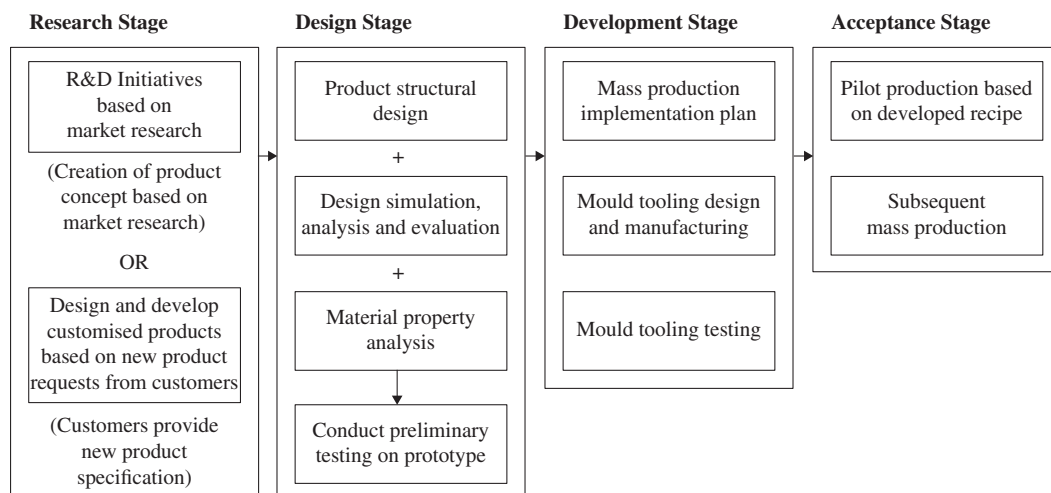 Research Stage
R&D Initiatives
based on
market research
(Creation of product
concept based on
market research)
OR
Design and develop
customised products
based on new product
requests from customers
(Customers provide
new product
specification)
Design Stage
Product structural
design
+
Design simulation,
analysis and evaluation
+
Material property
analysis
Conduct preliminary
testing on prototype
Development Stage
Mass production
implementation plan
Mould tooling design
and manufacturing
Mould tooling testing
Acceptance Stage
Pilot production based
on developed recipe
Subsequent
mass production